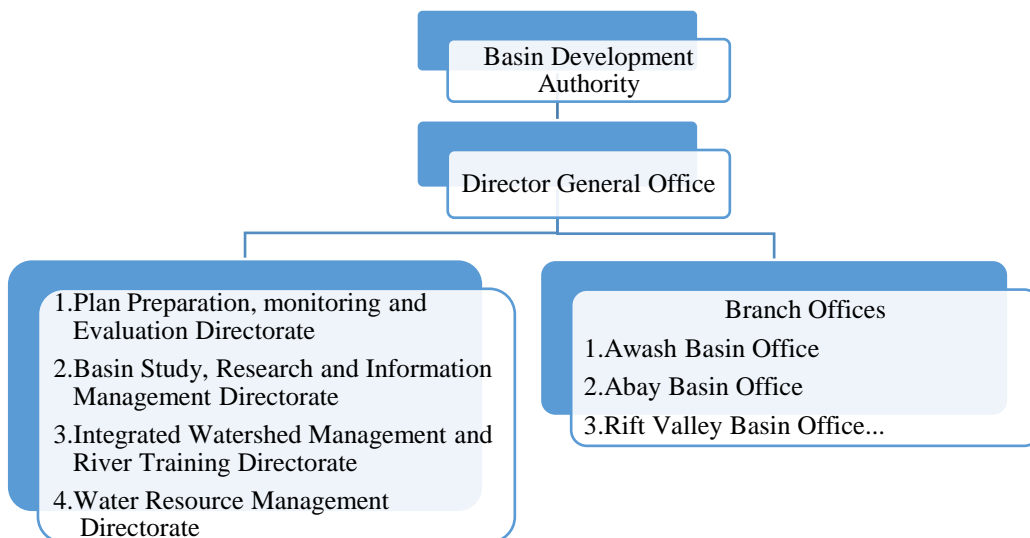 Basin Development
Authority
Director General Office
1.Plan Preparation, monitoring and
Evaluation Directorate
2.Basin Study, Research and Information
Management Directorate
3.Integrated Watershed Management and
River Training Directorate
4.Water Resource Management
Directorate
Branch Offices
1.Awash Basin Office
2.Abay Basin Office
3.Rift Valley Basin Office...